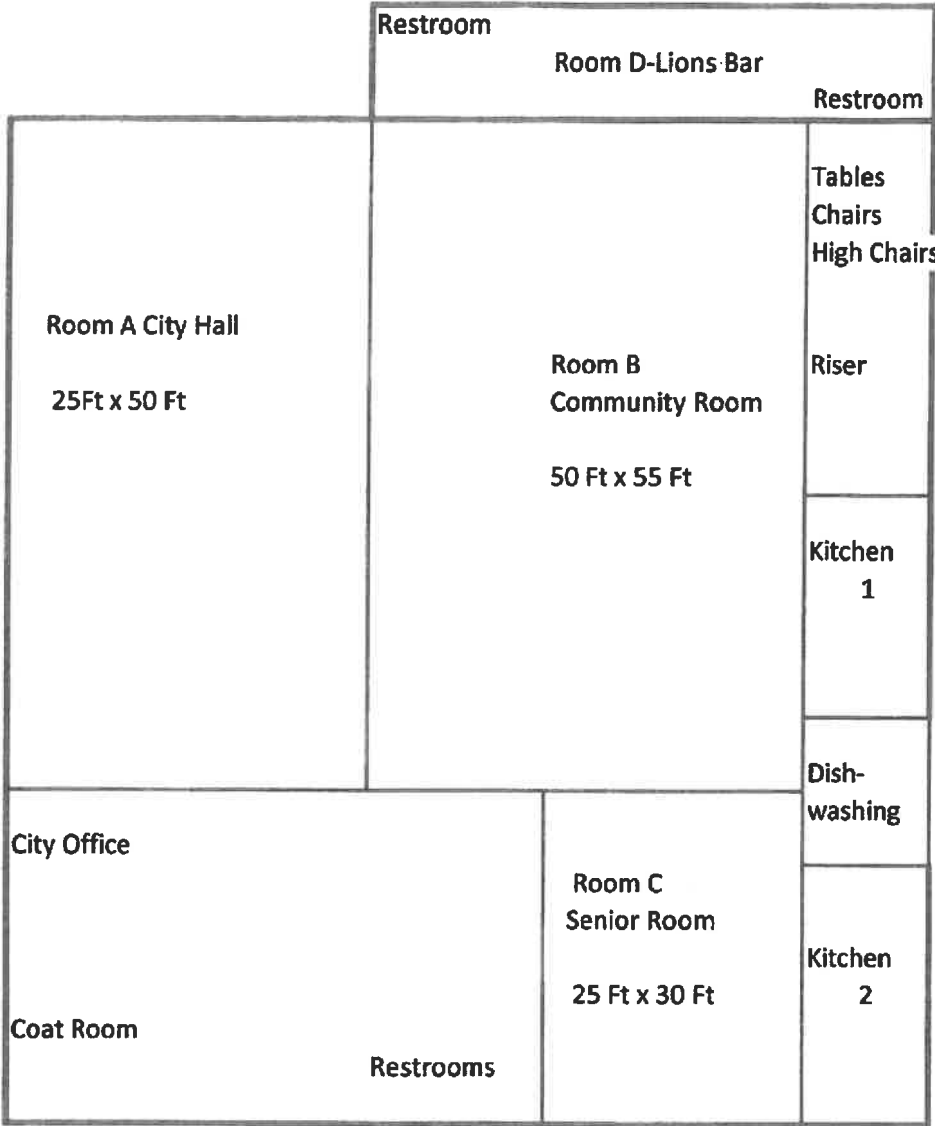 Restroom
Room D-Lions Bar
Restroom
Tables
Chairs
High Chairs
Riser
Room A City Hall
25Ft x 50 Ft
Room B
Community Room
50 Ft x 55 Ft
Kitchen
1
Dish-
washing
City Office
Room C
Senior Room
25 Ft x 30 Ft
Kitchen
2
Coat Room
Restrooms